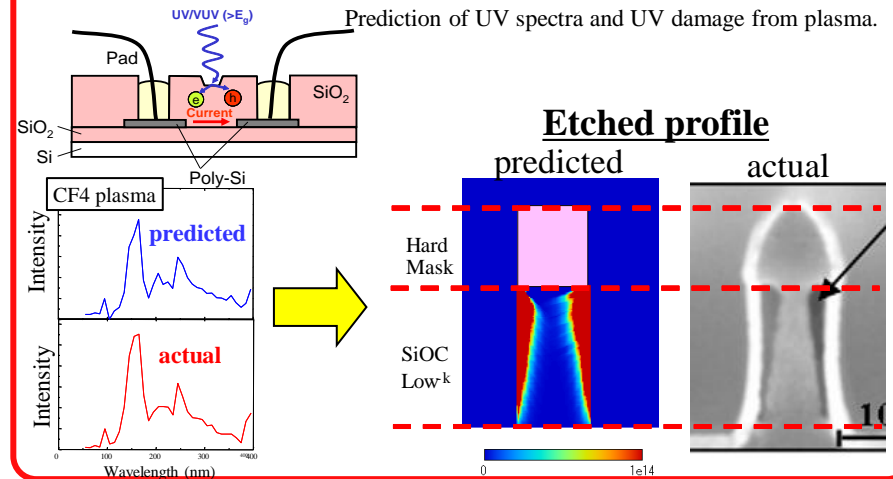 Prediction of UV spectra and UV damage from plasma.
UV/VUV (>Eg)
Pad
SiO2
e
h
Current
SiO2
Si
Poly-Si
CF4 plasma
Intensity
predicted
Intensity
actual
0
100
200
300
Wavelength (nm)
Etched profile
predicted
actual
Hard
Mask
SiOC
Low-k
10
0
1e14